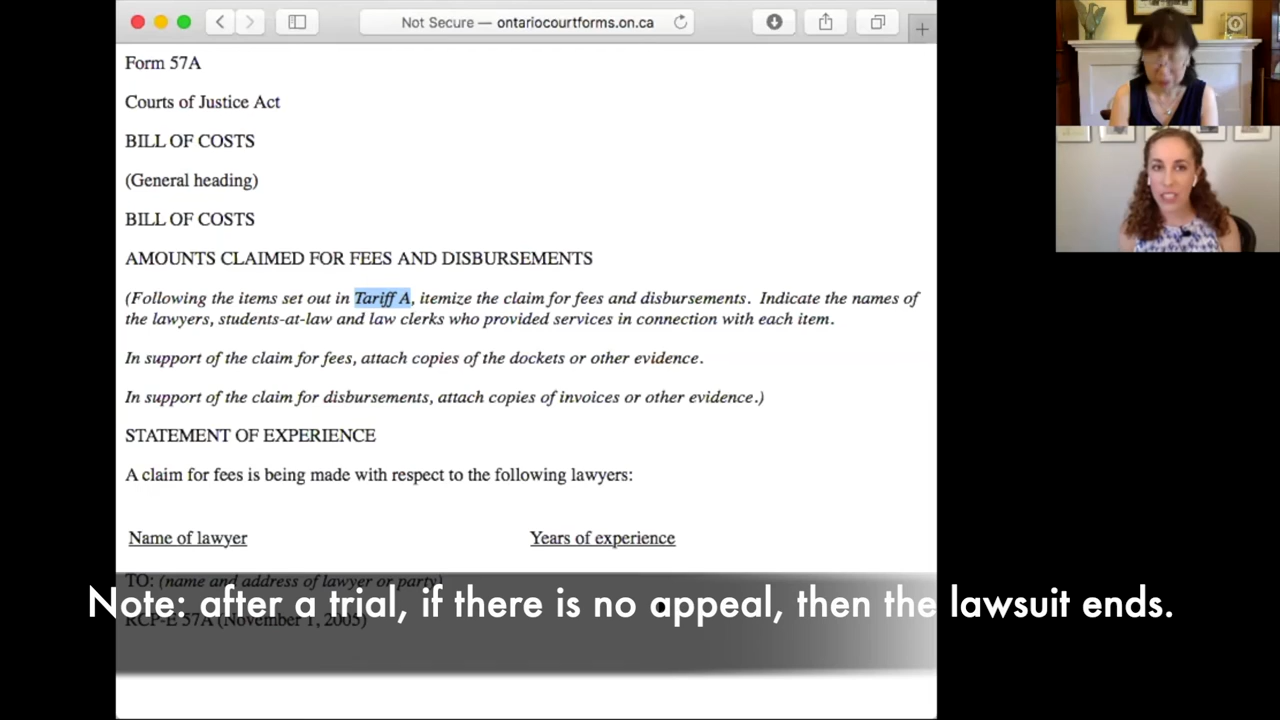 Not Secure — ontariocourtforms.on.ca
Form 57A
Courts of Justice Act
BILL OF COSTS
(General heading)
BILL OF COSTS
AMOUNTS CLAIMED FOR FEES AND DISBURSEMENTS
(Following the items set out in Tariff A, itemize the claim for fees and disbursements. Indicate the names of
the lawyers, students-at-law and law clerks who provided services in connection with each item.
In support of the claim for fees, attach copies of the dockets or other evidence.
In support of the claim for disbursements, attach copies of invoices or other evidence.)
STATEMENT OF EXPERIENCE
A claim for fees is being made with respect to the following lawyers:
Name of lawyer Years of experience
TO: (name and address of lawyer or party)
Note: after a trial, if there is no appeal, then the lawsuit ends.
RCP-E 57A (November 1, 2005)